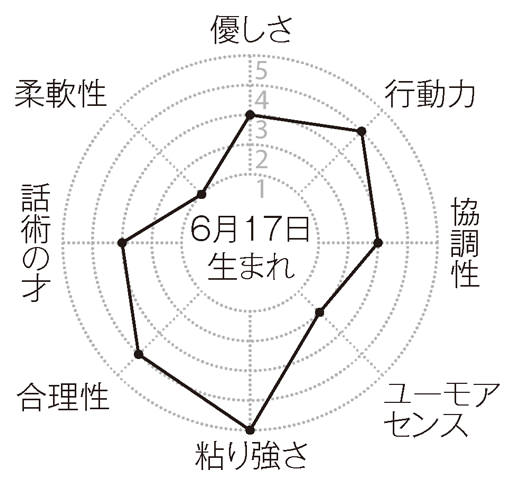 優しさ
行動力
協調性
ユーモア
センス
粘り強さ
合理性
話術の才
柔軟性
5
4
3
2
1
6月17日
生まれ